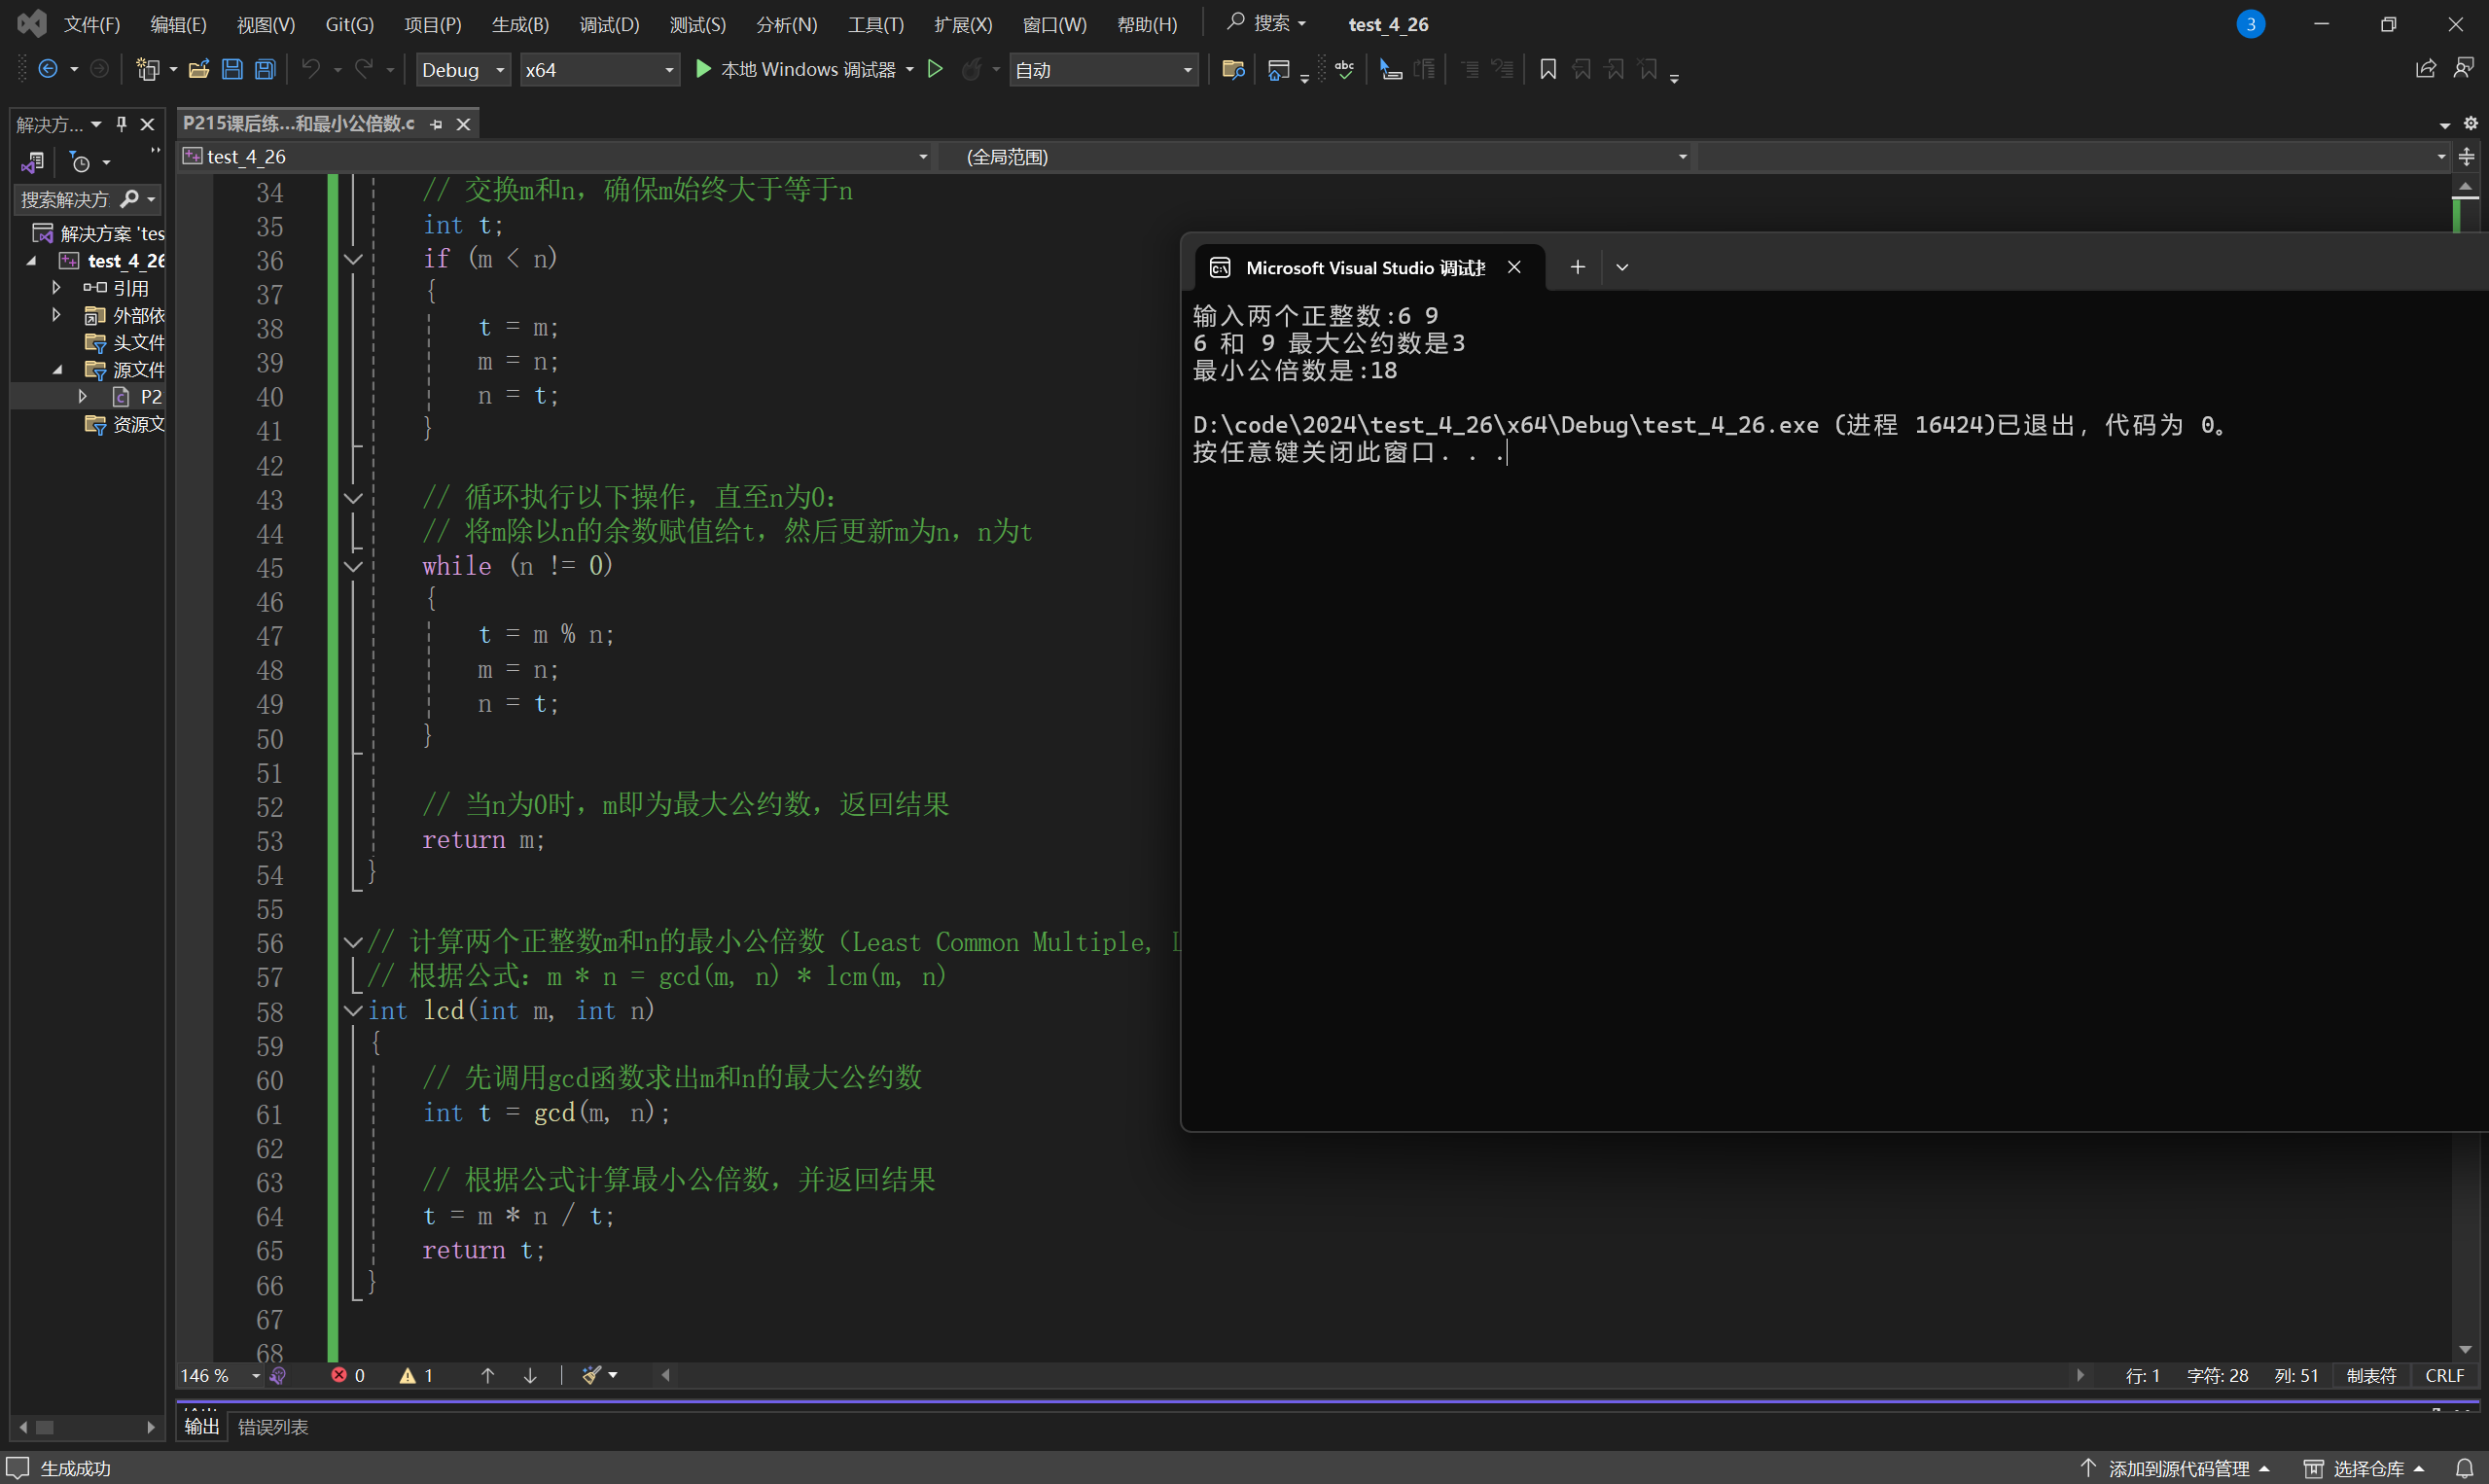 文件(F) 编辑(E) 视图(V) Git(G) 项目(P) 生成(B) 调试(D) 测试(S) 分析(N) 工具(T) 扩展(X) 窗口(W) 帮助(H) 搜索 test_4_26 3
Debug x64 本地 Windows 调试器 自动
解决方...
P215课后练...和最小公倍数.c
test_4_26 (全局范围)
搜索解决方
解决方案 'tes
test_4_26
引用
外部依
头文件
源文件
P2
资源文
34 // 交换m和n，确保m始终大于等于n
35 int t;
36 if (m < n)
37 {
38 t = m;
39 m = n;
40 n = t;
41 }
42
43 // 循环执行以下操作，直至n为0：
44 // 将m除以n的余数赋值给t，然后更新m为n，n为t
45 while (n != 0)
46 {
47 t = m % n;
48 m = n;
49 n = t;
50 }
51
52 // 当n为0时，m即为最大公约数，返回结果
53 return m;
54 }
55
56 // 计算两个正整数m和n的最小公倍数（Least Common Multiple, L
57 // 根据公式：m * n = gcd(m, n) * lcm(m, n)
58 int lcd(int m, int n)
59 {
60 // 先调用gcd函数求出m和n的最大公约数
61 int t = gcd(m, n);
62
63 // 根据公式计算最小公倍数，并返回结果
64 t = m * n / t;
65 return t;
66 }
67
68
Microsoft Visual Studio 调试
输入两个正整数:6 9
6 和 9 最大公约数是3
最小公倍数是:18
D:\code\2024\test_4_26\x64\Debug\test_4_26.exe (进程 16424)已退出，代码为 0。
按任意键关闭此窗口. . .
146 % 0 1 行: 1 字符: 28 列: 51 制表符 CRLF
输出 错误列表
生成成功 添加到源代码管理 选择仓库